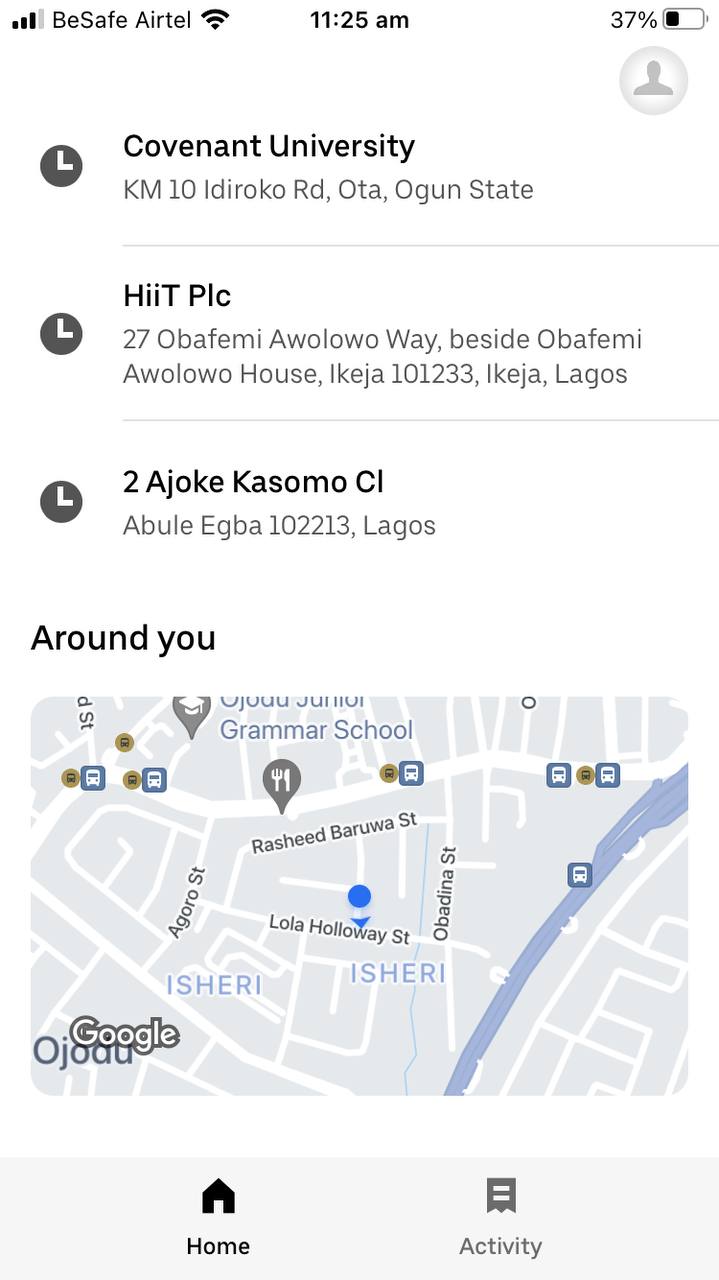 BeSafe Airtel
11:25 am
37%
Covenant University
KM 10 Idiroko Rd, Ota, Ogun State
HiiT Plc
27 Obafemi Awolowo Way, beside Obafemi
Awolowo House, Ikeja 101233, Ikeja, Lagos
2 Ajoke Kasomo Cl
Abule Egba 102213, Lagos
Around you
d St
Ojodu Junior
Grammar School
O
Rasheed Baruwa St
Agoro St
Obadina St
Lola Holloway St
ISHERI
ISHERI
Google
Ojodu
Home
Activity